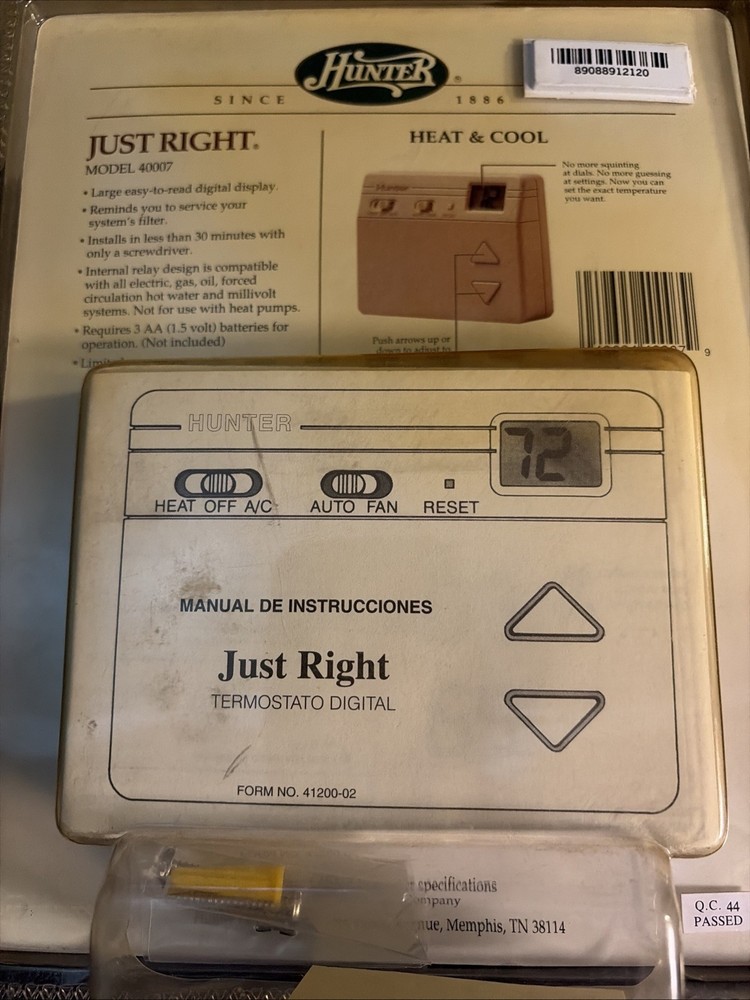 HUNTER®
SINCE 1886
89088912120
JUST RIGHT®
MODEL 40007
• Large easy-to-read digital display.
• Reminds you to service your
system's filter.
• Installs in less than 30 minutes with
only a screwdriver.
• Internal relay design is compatible
with all electric, gas, oil, forced
circulation hot water and millivolt
systems. Not for use with heat pumps.
• Requires 3 AA (1.5 volt) batteries for
operation. (Not included)
HEAT & COOL
No more squinting
at dials. No more guessing
at settings. Now you can
set the exact temperature
you want.
Hunter
Push arrows up or
down to adjust to
9
HUNTER
72
HEAT OFF A/C
AUTO FAN
RESET
MANUAL DE INSTRUCCIONES
Just Right
TERMOSTATO DIGITAL
FORM NO. 41200-02
specifications
Memphis, TN 38114
Q.C. 44
PASSED